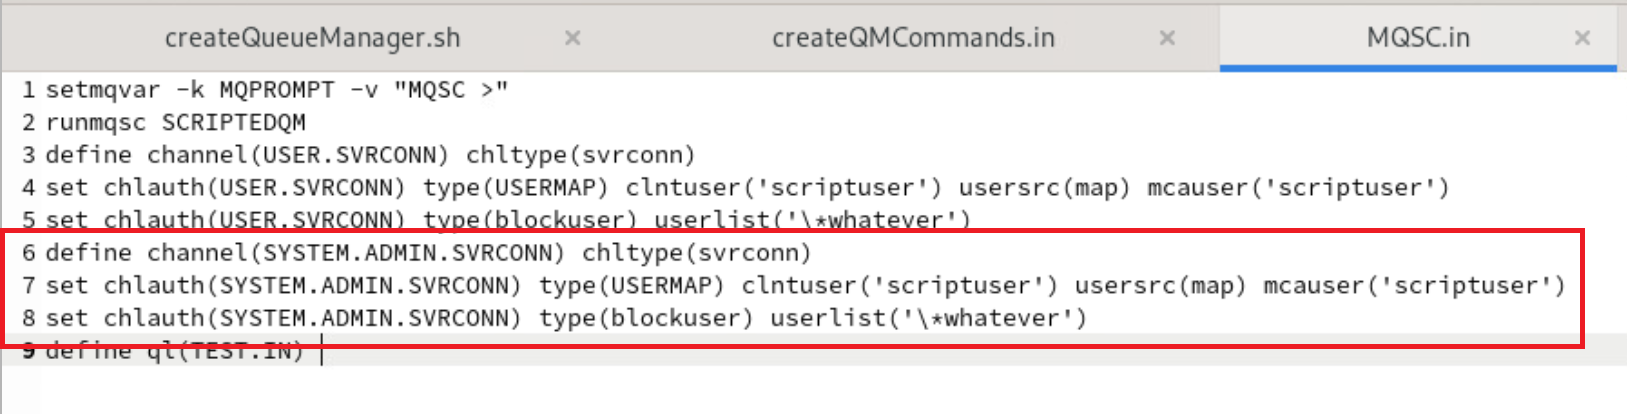 createQueueManager.sh × createQMCommands.in × MQSC.in ×
1 setmqvar -k MQPROMPT -v "MQSC >"
2 runmqsc SCRIPTEDQM
3 define channel(USER.SVRCONN) chltype(svrconn)
4 set chlauth(USER.SVRCONN) type(USERMAP) clntuser('scriptuser') usersrc(map) mcauser('scriptuser')
5 set chlauth(USER.SVRCONN) type(blockuser) userlist('\*whatever')
6 define channel(SYSTEM.ADMIN.SVRCONN) chltype(svrconn)
7 set chlauth(SYSTEM.ADMIN.SVRCONN) type(USERMAP) clntuser('scriptuser') usersrc(map) mcauser('scriptuser')
8 set chlauth(SYSTEM.ADMIN.SVRCONN) type(blockuser) userlist('\*whatever')
9 define ql(TEST.IN)